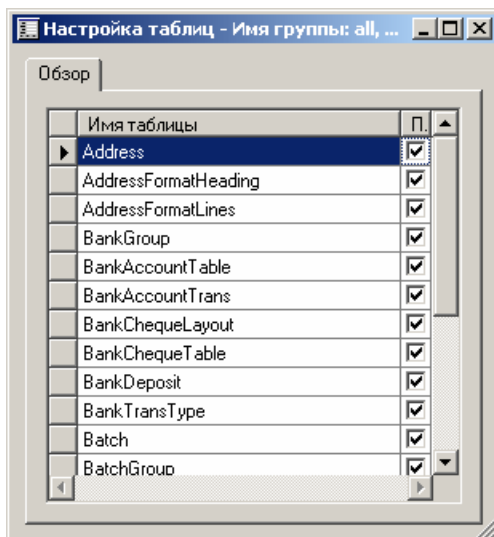 Настройка таблиц - Имя группы: all, ...
Обзор
Имя таблицы П.
Address
AddressFormatHeading
AddressFormatLines
BankGroup
BankAccountTable
BankAccountTrans
BankChequeLayout
BankChequeTable
BankDeposit
BankTransType
Batch
BatchGroup